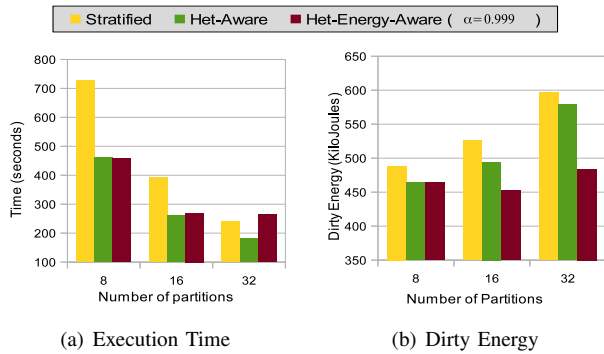 Stratified Het-Aware Het-Energy-Aware ( α=0.999 )
800
700
600
500
400
300
200
100
Time (seconds)
8 16 32
Number of partitions
(a) Execution Time
650
600
550
500
450
400
350
Dirty Energy (KiloJoules)
8 16 32
Number of Partitions
(b) Dirty Energy